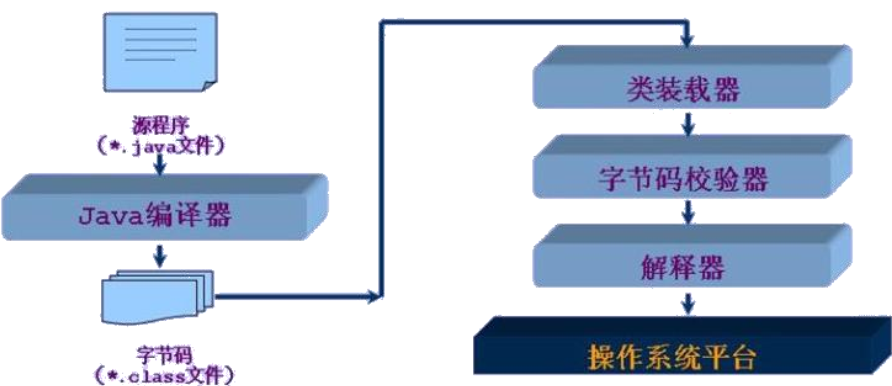 源程序
(*.java文件)
Java编译器
字节码
(*.class文件)
类装载器
字节码校验器
解释器
操作系统平台